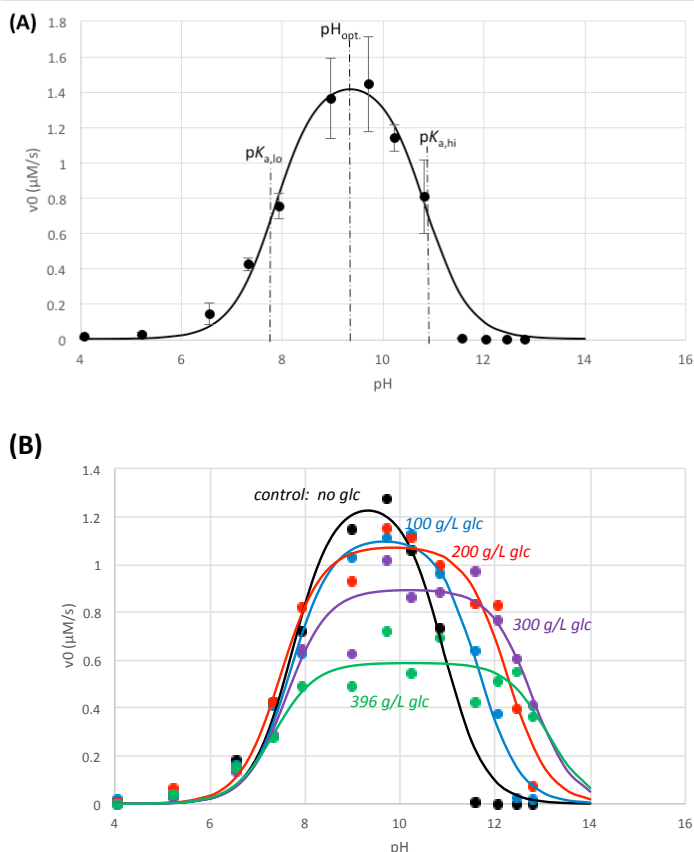 (A)
1.8
1.6
1.4
1.2
1
0.8
0.6
0.4
0.2
0
v0 (µM/s)
pHopt.
pKa,lo
pKa,hi
4 6 8 10 12 14 16
pH
(B)
1.4
1.2
1
0.8
0.6
0.4
0.2
0
v0 (µM/s)
control: no glc
100 g/L glc
200 g/L glc
300 g/L glc
396 g/L glc
4 6 8 10 12 14 16
pH